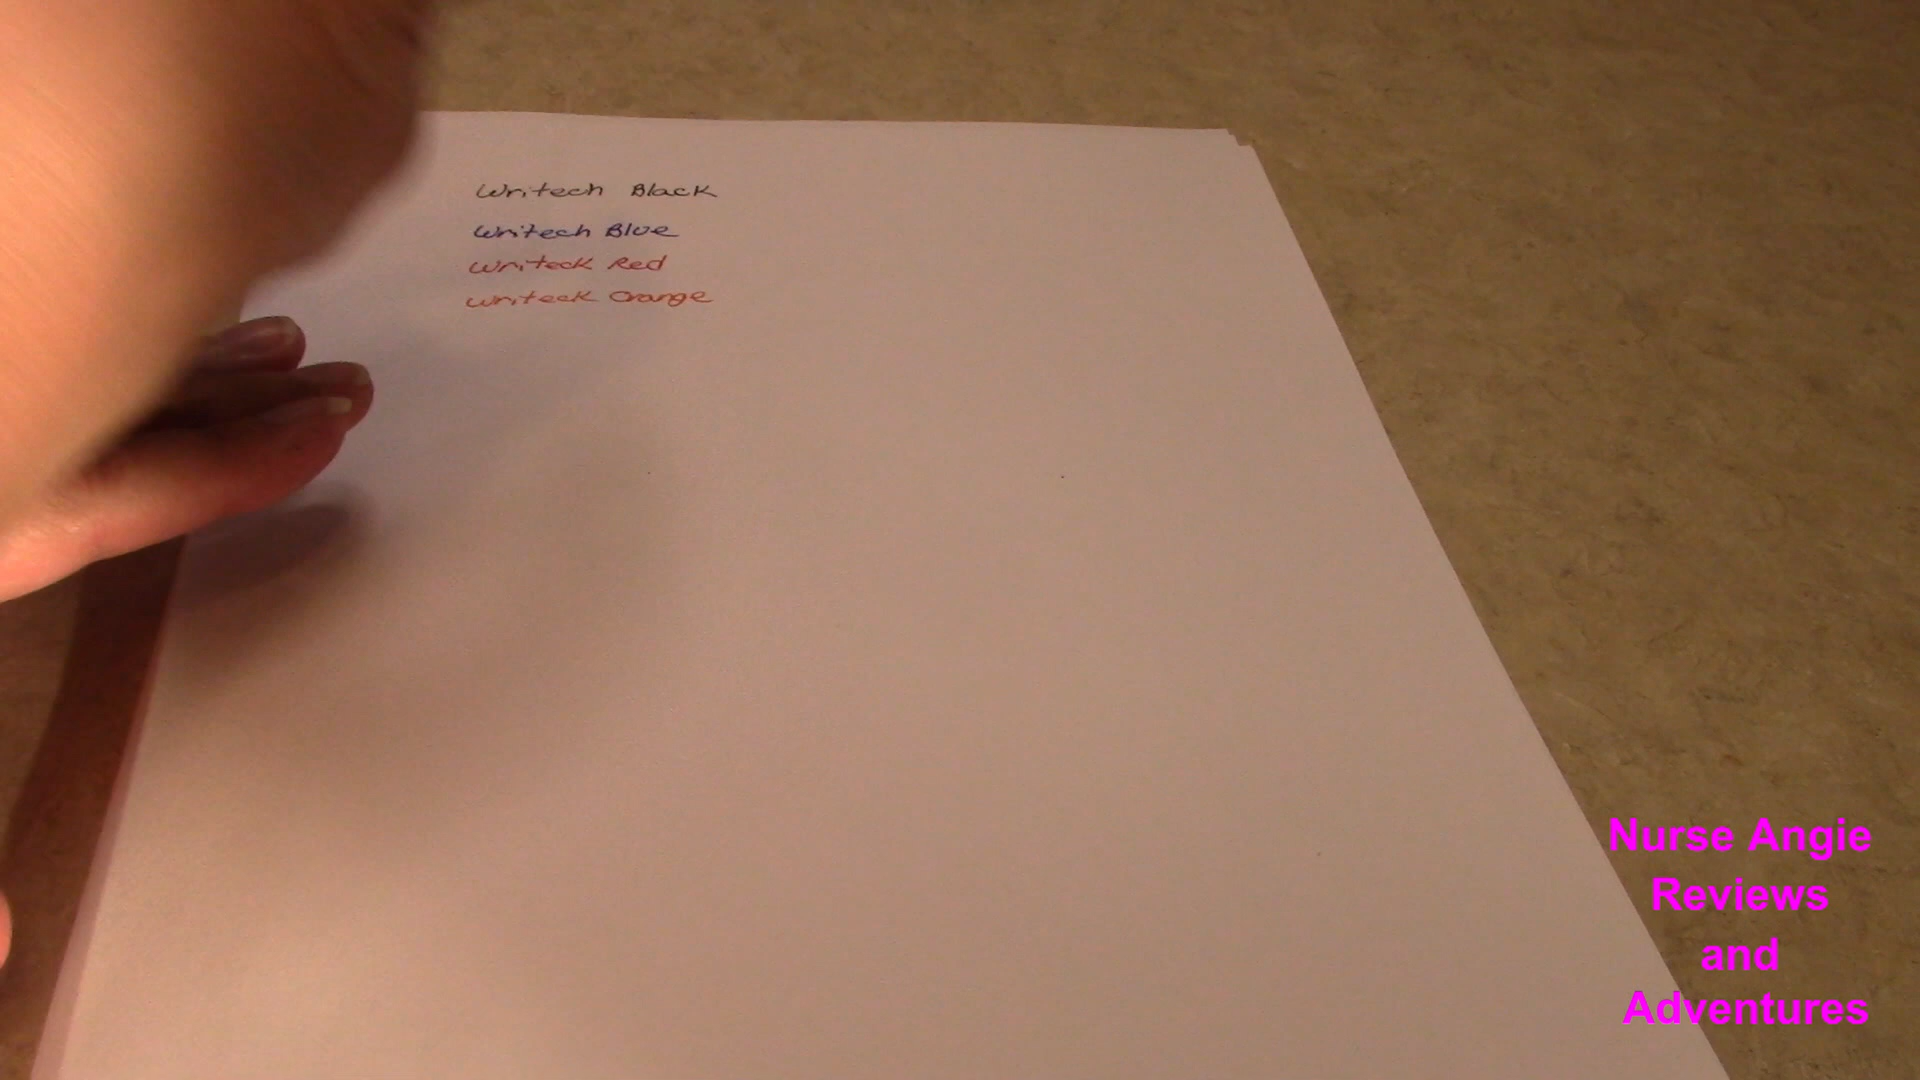 Writech Black
Writech Blue
Writeck Red
Writeck Orange
Nurse Angie
Reviews
and
Adventures